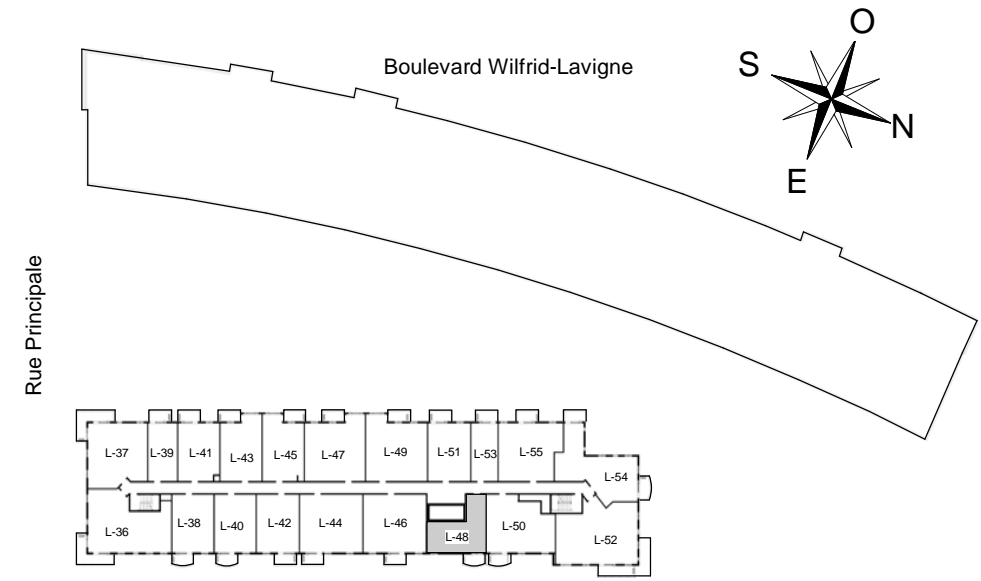 Boulevard Wilfrid-Lavigne
O
S
N
E
Rue Principale
L-37
L-39
L-41
L-43
L-45
L-47
L-49
L-51
L-53
L-55
L-54
L-36
L-38
L-40
L-42
L-44
L-46
L-48
L-50
L-52